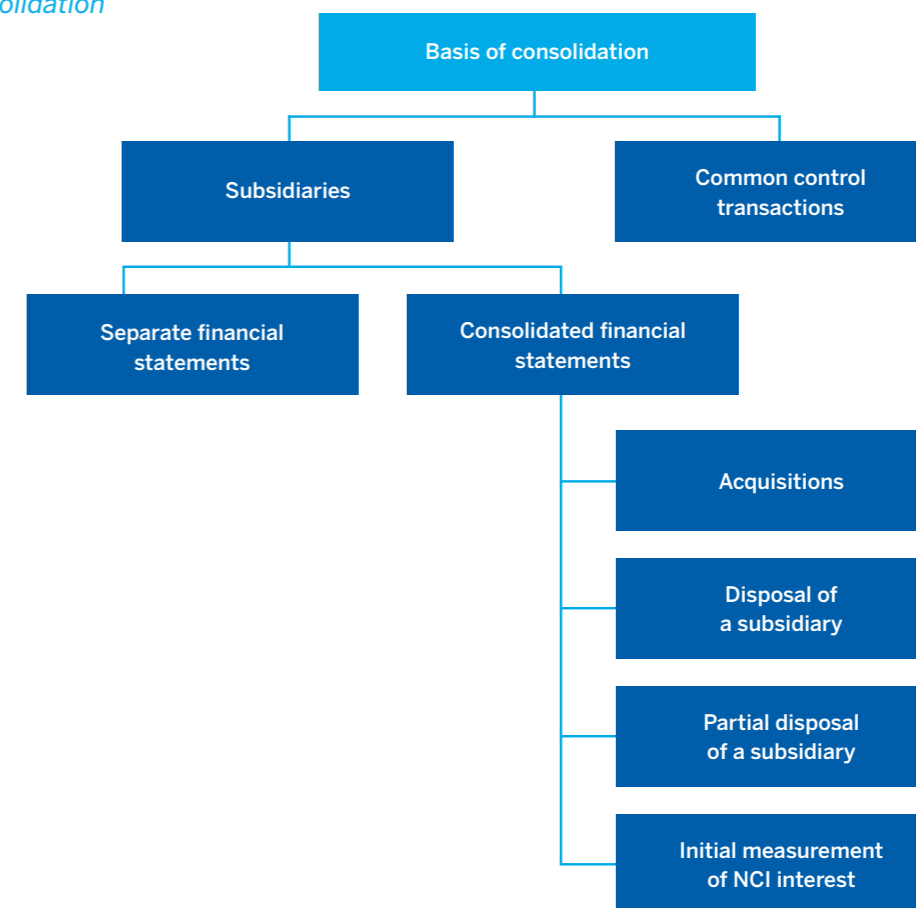 Basis of consolidation
Subsidiaries
Common control
transactions
Separate financial
statements
Consolidated financial
statements
Acquisitions
Disposal of
a subsidiary
Partial disposal
of a subsidiary
Initial measurement
of NCI interest